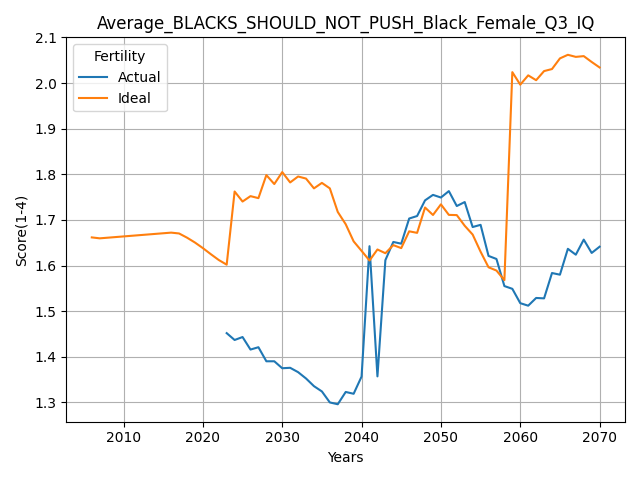 Average_BLACKS_SHOULD_NOT_PUSH_Black_Female_Q3_IQ
Fertility
Actual
Ideal
Score(1-4)
2.1
2.0
1.9
1.8
1.7
1.6
1.5
1.4
1.3
2010 2020 2030 2040 2050 2060 2070
Years